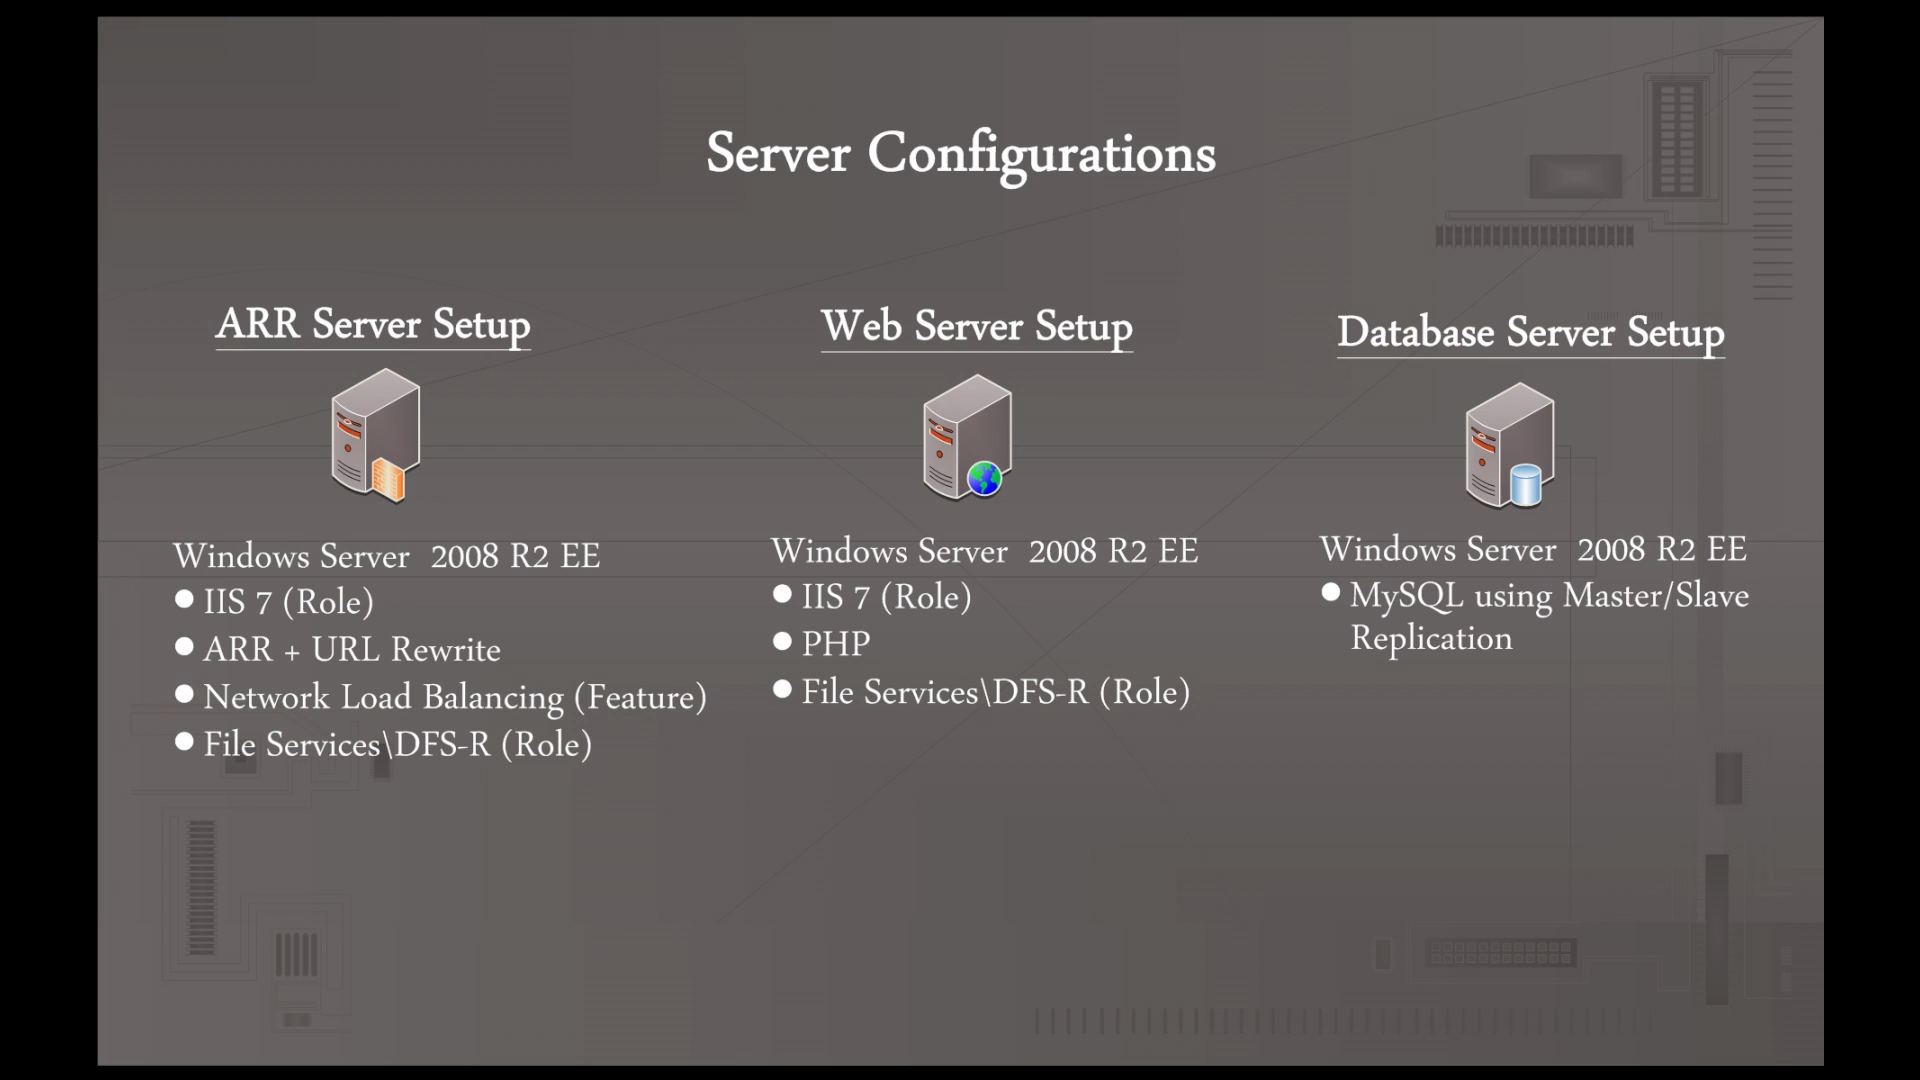 Server Configurations
ARR Server Setup
Windows Server 2008 R2 EE
● IIS 7 (Role)
● ARR + URL Rewrite
● Network Load Balancing (Feature)
● File Services\DFS-R (Role)
Web Server Setup
Windows Server 2008 R2 EE
● IIS 7 (Role)
● PHP
● File Services\DFS-R (Role)
Database Server Setup
Windows Server 2008 R2 EE
● MySQL using Master/Slave
Replication